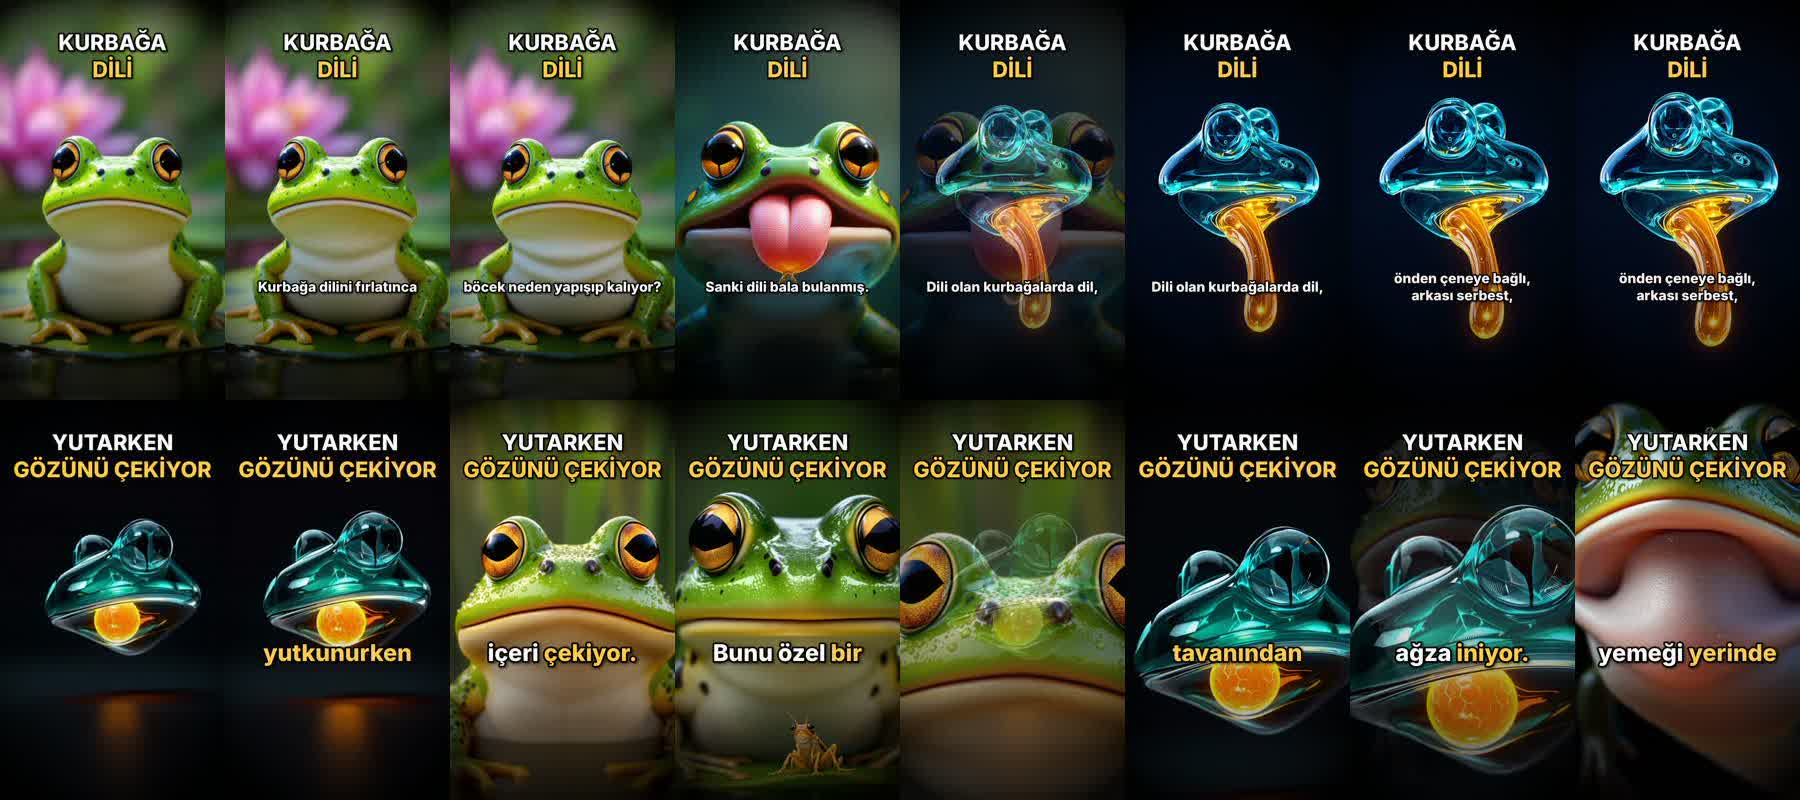 KURBAĞA
DİLİ
KURBAĞA
DİLİ
Kurbağa dilini fırlatınca
KURBAĞA
DİLİ
böcek neden yapışıp kalıyor?
KURBAĞA
DİLİ
Sanki dili bala bulanmış.
KURBAĞA
DİLİ
Dili olan kurbağalarda dil,
KURBAĞA
DİLİ
Dili olan kurbağalarda dil,
KURBAĞA
DİLİ
önden çeneye bağlı,
arkası serbest,
KURBAĞA
DİLİ
önden çeneye bağlı,
arkası serbest,
YUTARKEN
GÖZÜNÜ ÇEKİYOR
YUTARKEN
GÖZÜNÜ ÇEKİYOR
yutkunurken
YUTARKEN
GÖZÜNÜ ÇEKİYOR
içeri çekiyor.
YUTARKEN
GÖZÜNÜ ÇEKİYOR
Bunu özel bir
YUTARKEN
GÖZÜNÜ ÇEKİYOR
YUTARKEN
GÖZÜNÜ ÇEKİYOR
tavanından
YUTARKEN
GÖZÜNÜ ÇEKİYOR
ağza iniyor.
YUTARKEN
GÖZÜNÜ ÇEKİYOR
yemeği yerinde